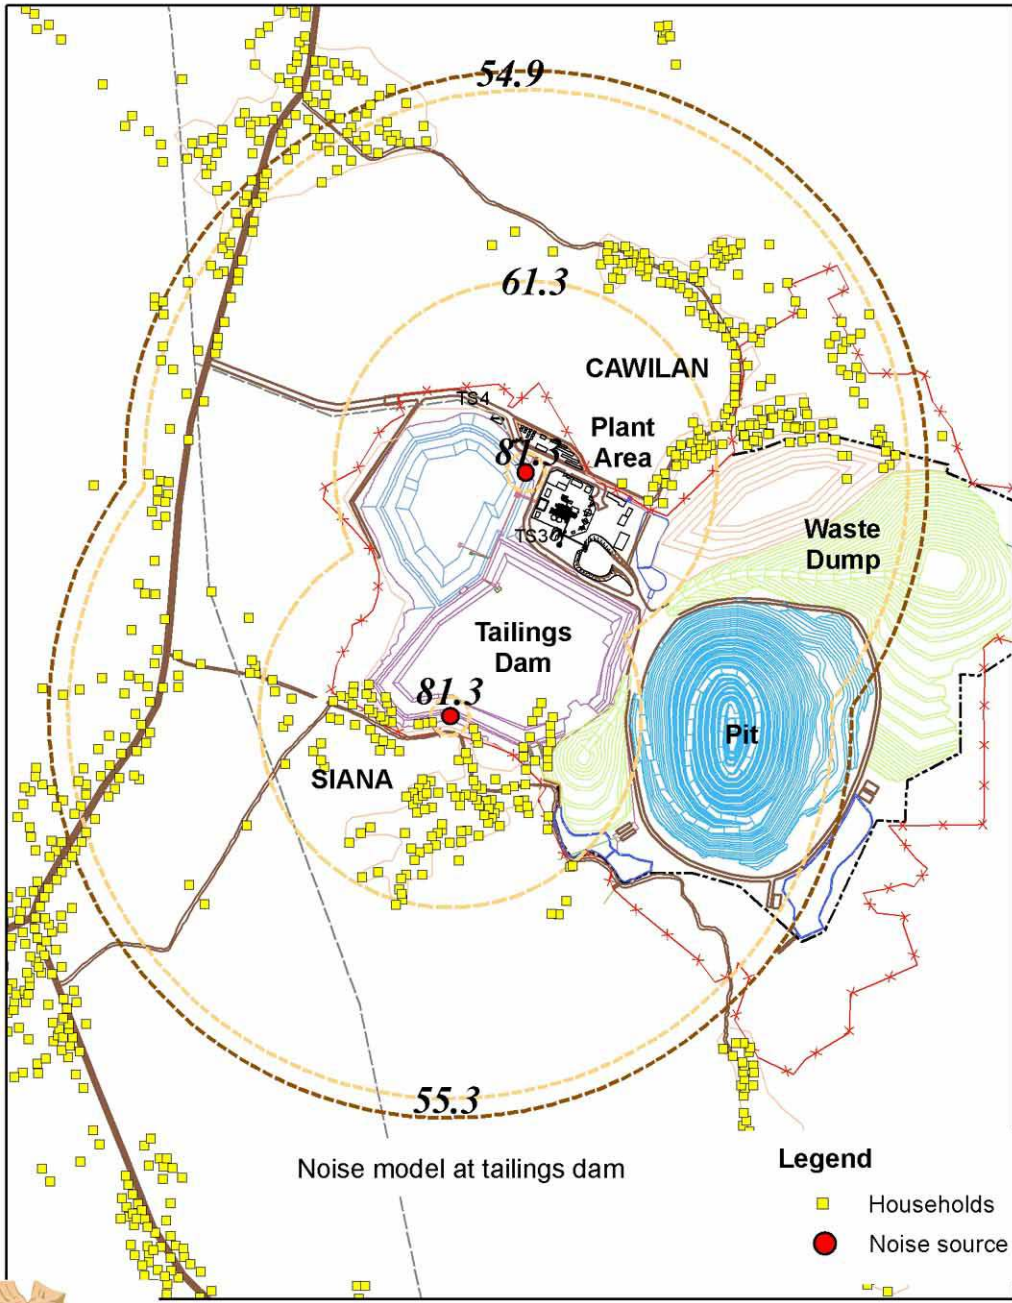 54.9
61.3
CAWILAN
TS4
Plant
Area
81.3
TS3
Waste
Dump
Tailings
Dam
81.3
Pit
SIANA
55.3
Noise model at tailings dam
Legend
Households
Noise source